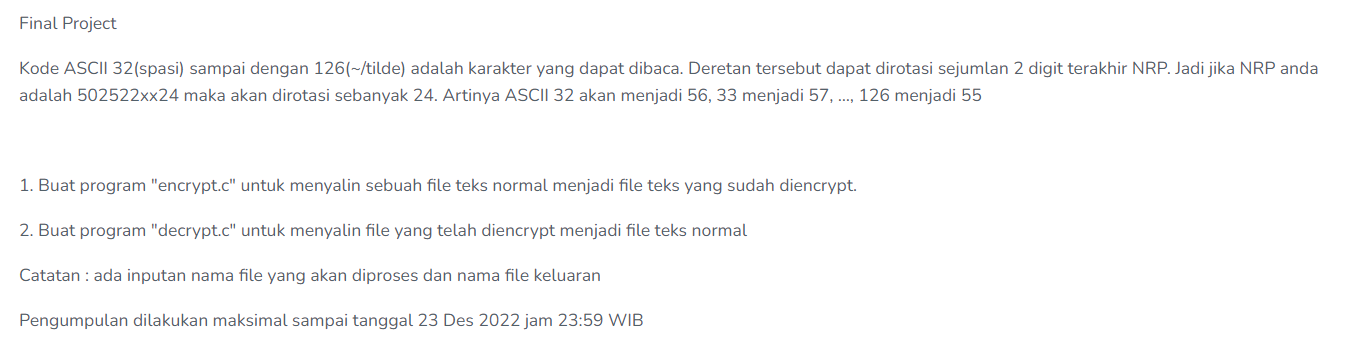 Final Project
Kode ASCII 32(spasi) sampai dengan 126(~/tilde) adalah karakter yang dapat dibaca. Deretan tersebut dapat dirotasi sejumlan 2 digit terakhir NRP. Jadi jika NRP anda
adalah 502522xx24 maka akan dirotasi sebanyak 24. Artinya ASCII 32 akan menjadi 56, 33 menjadi 57, ..., 126 menjadi 55
1. Buat program "encrypt.c" untuk menyalin sebuah file teks normal menjadi file teks yang sudah diencrypt.
2. Buat program "decrypt.c" untuk menyalin file yang telah diencrypt menjadi file teks normal
Catatan : ada inputan nama file yang akan diproses dan nama file keluaran
Pengumpulan dilakukan maksimal sampai tanggal 23 Des 2022 jam 23:59 WIB